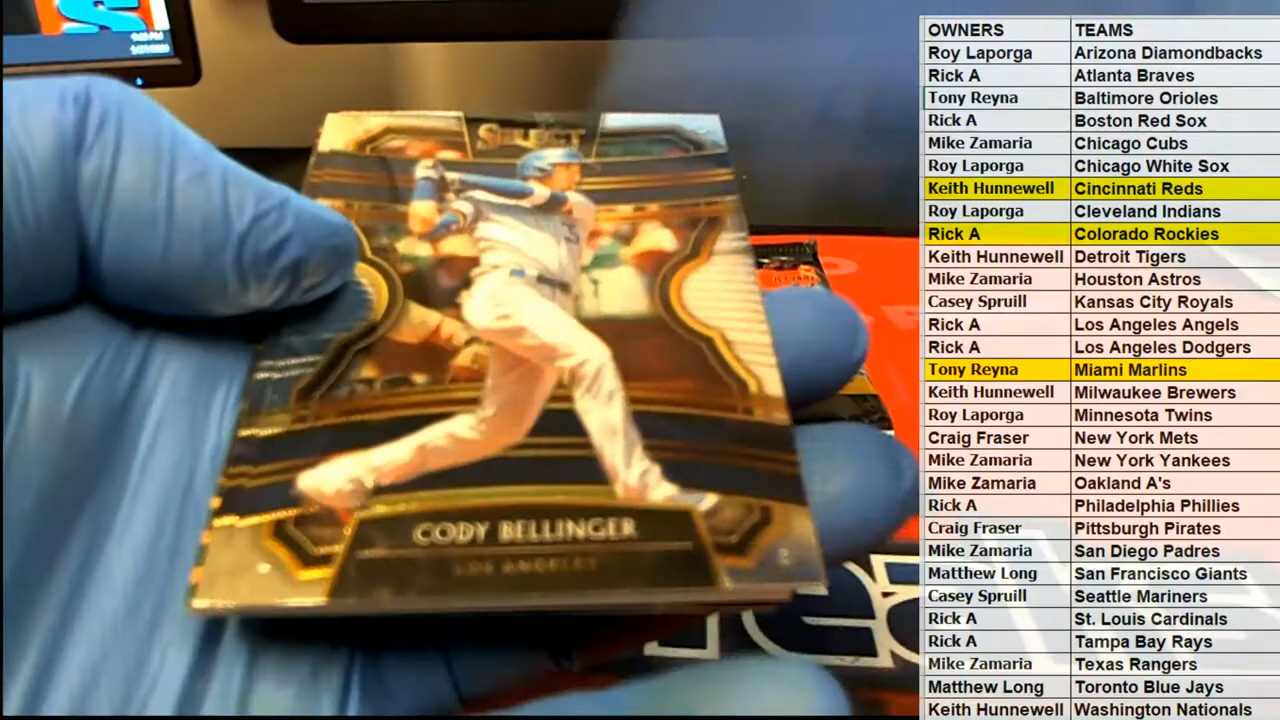 SELECT
CODY BELLINGER
LOS ANGELES
OWNERS TEAMS
Roy Laporga Arizona Diamondbacks
Rick A Atlanta Braves
Tony Reyna Baltimore Orioles
Rick A Boston Red Sox
Mike Zamaria Chicago Cubs
Roy Laporga Chicago White Sox
Keith Hunnewell Cincinnati Reds
Roy Laporga Cleveland Indians
Rick A Colorado Rockies
Keith Hunnewell Detroit Tigers
Mike Zamaria Houston Astros
Casey Spruill Kansas City Royals
Rick A Los Angeles Angels
Rick A Los Angeles Dodgers
Tony Reyna Miami Marlins
Keith Hunnewell Milwaukee Brewers
Roy Laporga Minnesota Twins
Craig Fraser New York Mets
Mike Zamaria New York Yankees
Mike Zamaria Oakland A's
Rick A Philadelphia Phillies
Craig Fraser Pittsburgh Pirates
Mike Zamaria San Diego Padres
Matthew Long San Francisco Giants
Casey Spruill Seattle Mariners
Rick A St. Louis Cardinals
Rick A Tampa Bay Rays
Mike Zamaria Texas Rangers
Matthew Long Toronto Blue Jays
Keith Hunnewell Washington Nationals